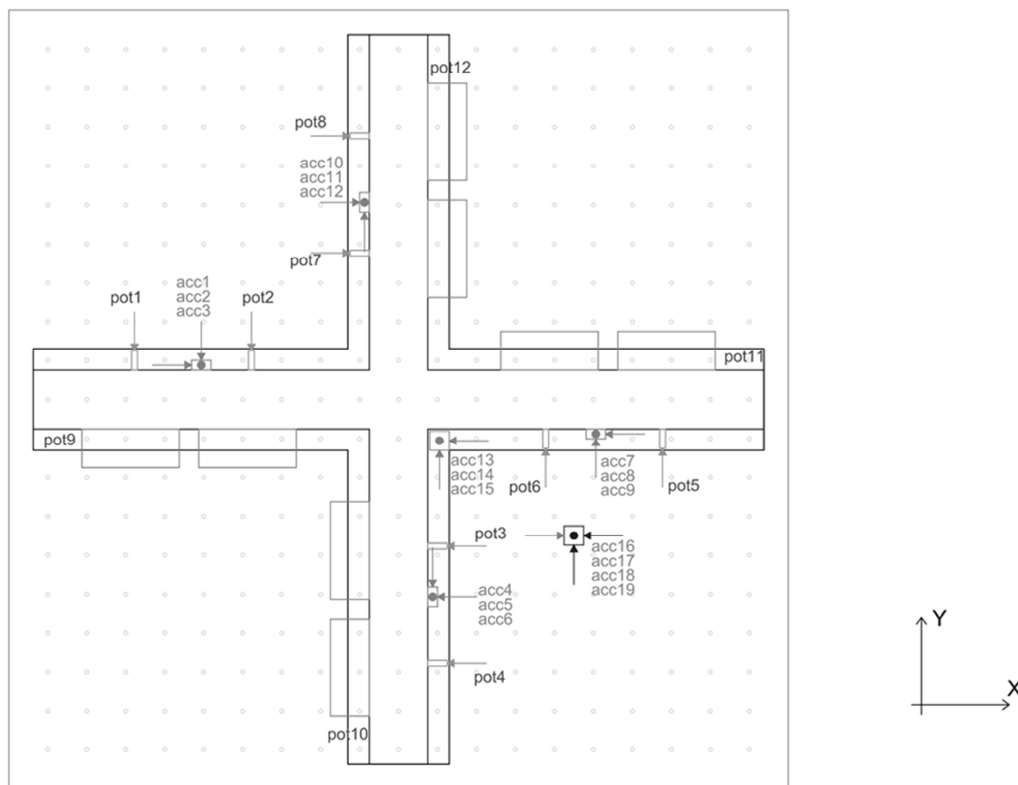 pot12
pot8
acc10
acc11
acc12
pot7
acc1
acc2
acc3
pot1
pot2
pot11
pot9
acc13
acc14
acc15
pot6
acc7
acc8
acc9
pot5
pot3
acc16
acc17
acc18
acc19
acc4
acc5
acc6
pot4
pot10
Y
X